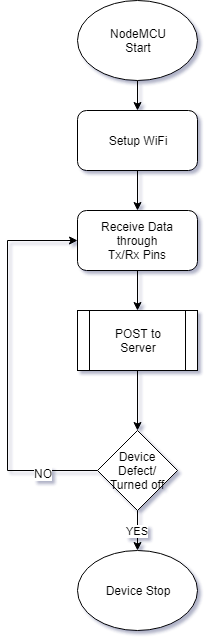 NodeMCU
Start
Setup WiFi
Receive Data
through
Tx/Rx Pins
POST to
Server
Device
Defect/
Turned off
NO
YES
Device Stop